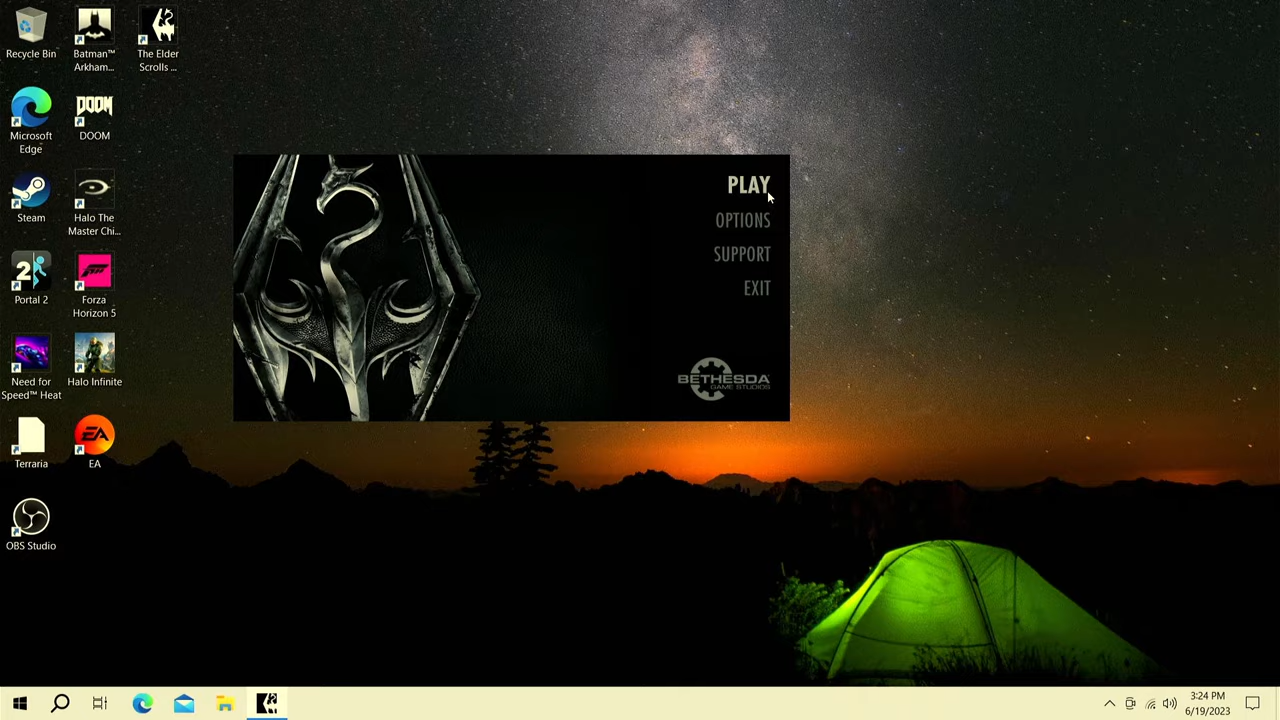 Recycle Bin
Batman™
Arkham...
The Elder
Scrolls ...
Microsoft
Edge
DOOM
DOOM
Steam
Halo The
Master Chi...
2
Portal 2
Forza
Horizon 5
Need for
Speed™ Heat
Halo Infinite
Terraria
EA
EA
OBS Studio
PLAY
OPTIONS
SUPPORT
EXIT
BETHESDA
GAME STUDIOS
3:24 PM
6/19/2023